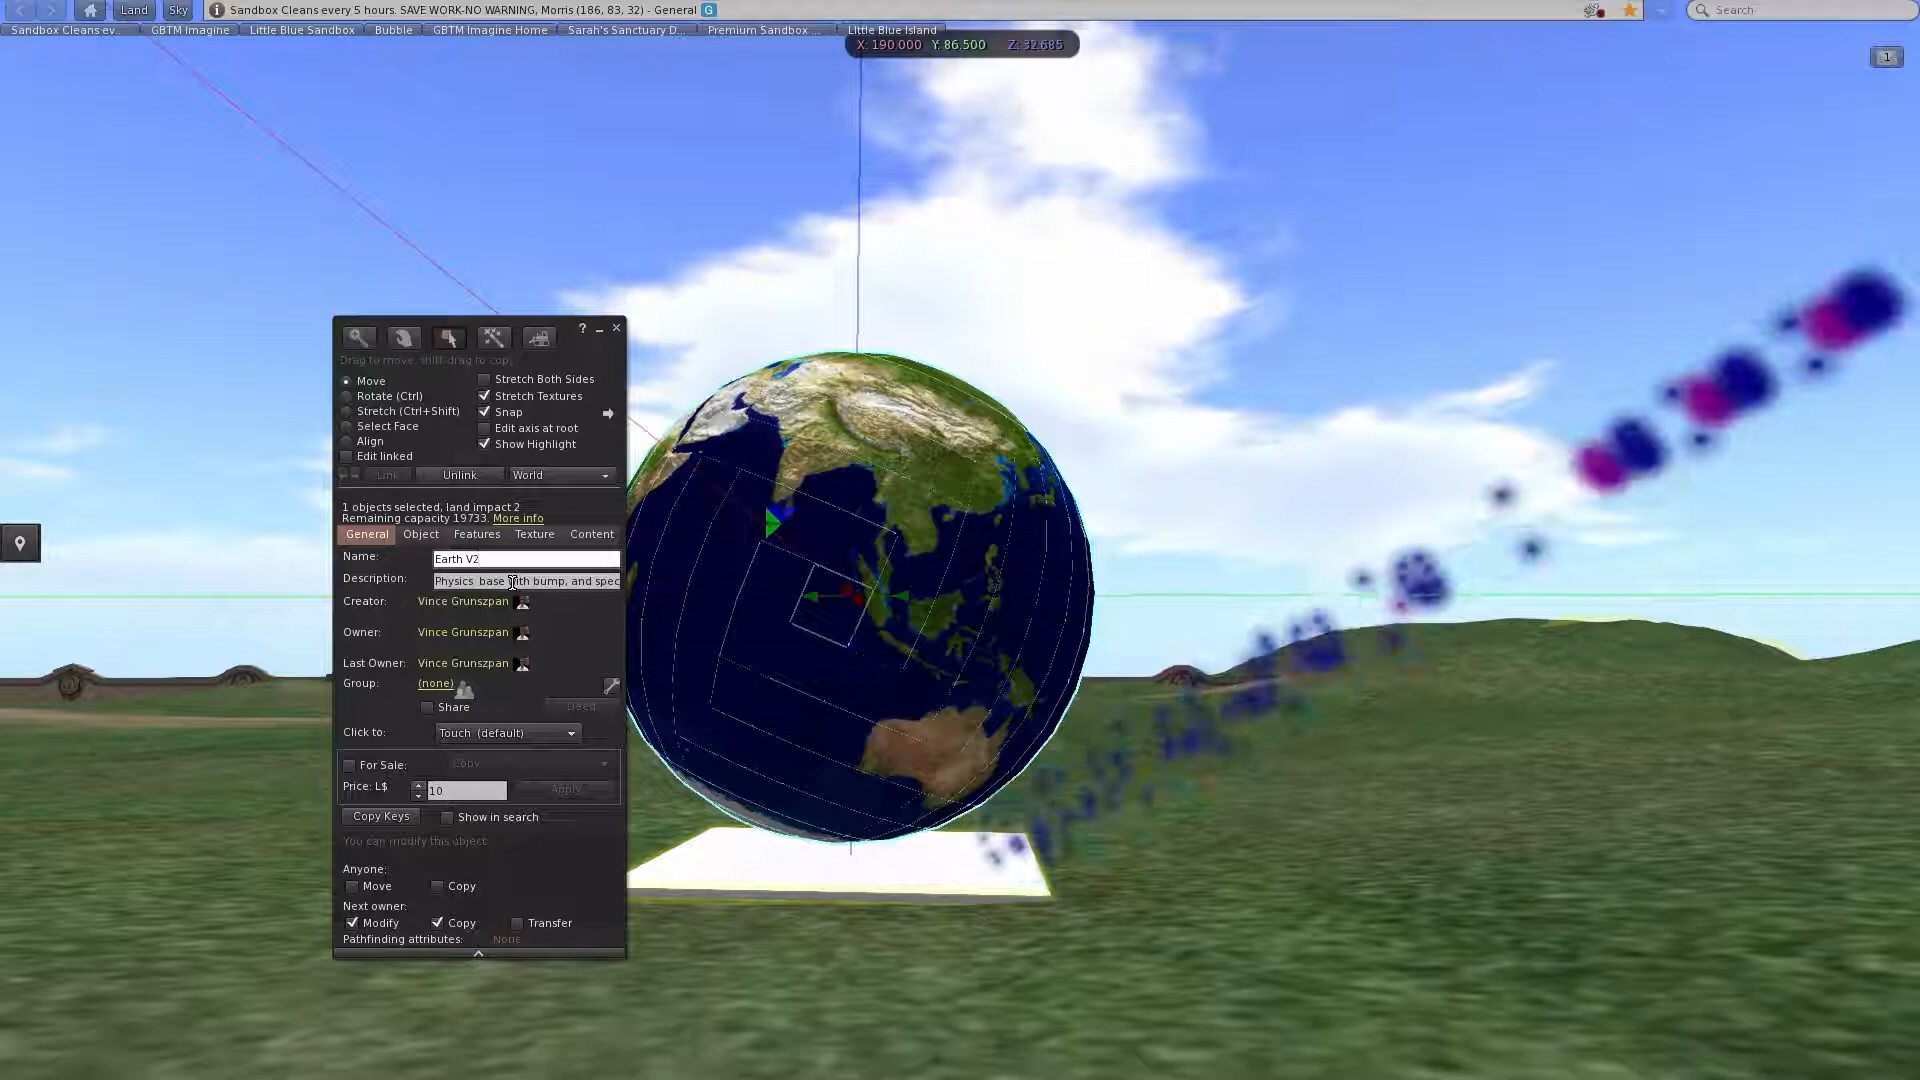 Land
Sky
Sandbox Cleans every 5 hours. SAVE WORK-NO WARNING, Morris (186, 83, 32) - General
G
Search
Sandbox Cleans ev..
GBTM Imagine
Little Blue Sandbox
Bubble
GBTM Imagine Home
Sarah's Sanctuary D...
Premium Sandbox ...
Little Blue Island
X: 190.000 Y: 86.500 Z: 32.685
1
?
Drag to move, shift-drag to copy
Move
Stretch Both Sides
Rotate (Ctrl)
Stretch Textures
Stretch (Ctrl+Shift)
Snap
Select Face
Edit axis at root
Align
Show Highlight
Edit linked
Link
Unlink
World
1 objects selected, land impact 2
Remaining capacity 19733. More info
General
Object
Features
Texture
Content
Name:
Earth V2
Description:
Physics base with bump, and spec
Creator:
Vince Grunszpan
Owner:
Vince Grunszpan
Last Owner:
Vince Grunszpan
Group:
(none)
Share
Deed
Click to:
Touch (default)
For Sale:
Copy
Price: L$
10
Apply
Copy Keys
Show in search
You can modify this object
Anyone:
Move
Copy
Next owner:
Modify
Copy
Transfer
Pathfinding attributes:
None